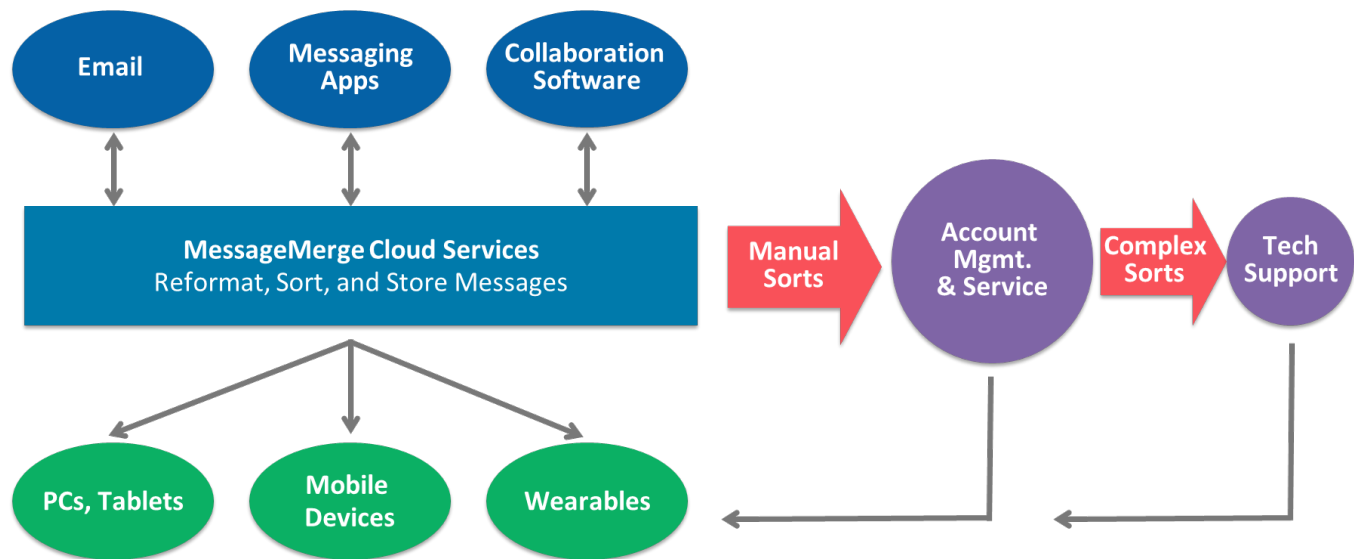 Email
Messaging
Apps
Collaboration
Software
MessageMerge Cloud Services
Reformat, Sort, and Store Messages
Manual
Sorts
Account
Mgmt.
& Service
Complex
Sorts
Tech
Support
PCs, Tablets
Mobile
Devices
Wearables